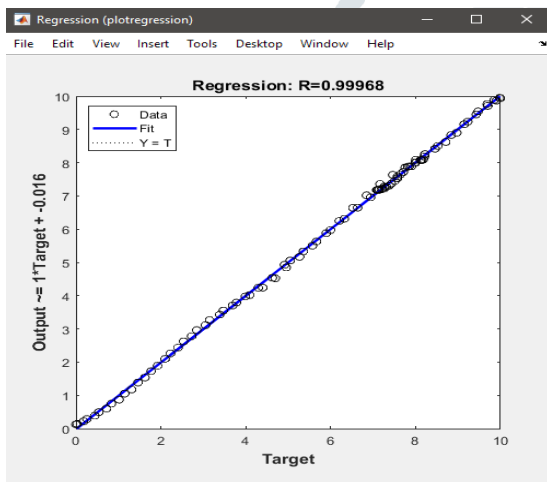 Regression (plotregression)
File Edit View Insert Tools Desktop Window Help
Regression: R=0.99968
Data
Fit
Y = T
Output ~= 1*Target + -0.016
10
9
8
7
6
5
4
3
2
1
0
0 2 4 6 8 10
Target